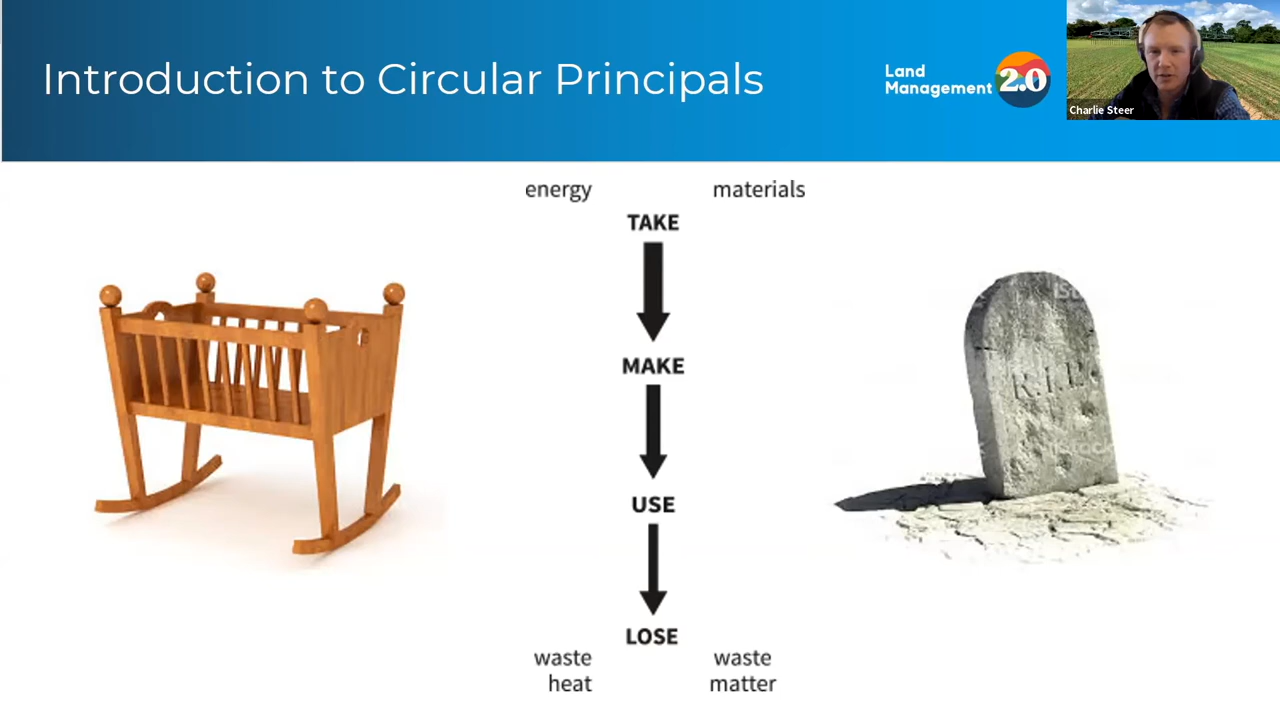 Introduction to Circular Principals
Land
Management
2.0
Charlie Steer
energy materials
TAKE
MAKE
USE
LOSE
waste waste
heat matter